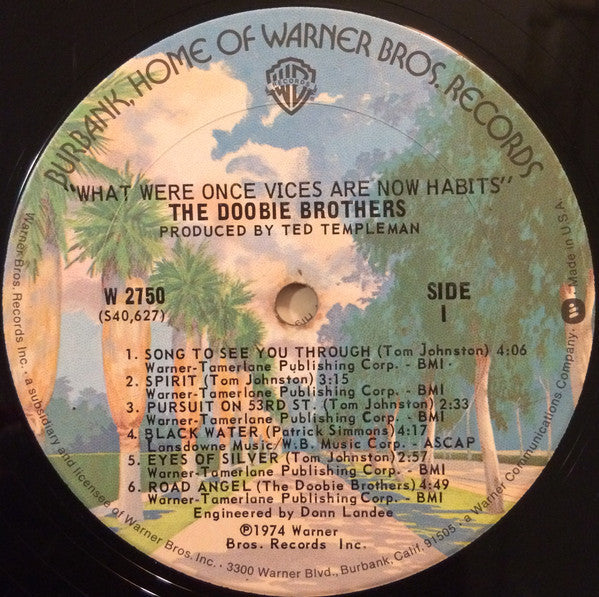 BURBANK, HOME OF WARNER BROS. RECORDS
RECORDS
"WHAT WERE ONCE VICES ARE NOW HABITS"
THE DOOBIE BROTHERS
PRODUCED BY TED TEMPLEMAN
W 2750
(S40,627)
SIDE
1
1. SONG TO SEE YOU THROUGH (Tom Johnston) 4:06
Warner-Tamerlane Publishing Corp. - BMI
2. SPIRIT (Tom Johnston) 3:15
Warner-Tamerlane Publishing Corp. - BMI
3. PURSUIT ON 53RD ST. (Tom Johnston) 2:33
Warner-Tamerlane Publishing Corp. - BMI
4. BLACK WATER (Patrick Simmons) 4:17
Lansdowne Music/W.B. Music Corp. - ASCAP
5. EYES OF SILVER (Tom Johnston) 2:57
Warner-Tamerlane Publishing Corp. - BMI
6. ROAD ANGEL (The Doobie Brothers) 4:49
Warner-Tamerlane Publishing Corp. - BMI
Engineered by Donn Landee
℗1974 Warner
Bros. Records Inc.
Warner Bros. Records Inc. · a subsidiary and licensee of Warner Bros. Inc. · 3300 Warner Blvd., Burbank, Calif. 91505 · a Warner Communications Company. Made in U.S.A.